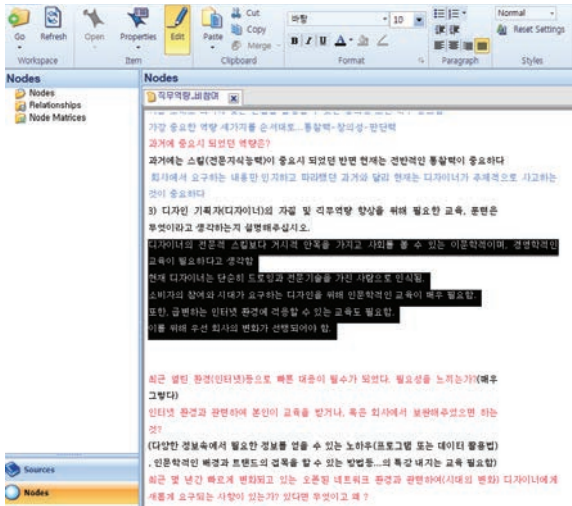 Go
Refresh
Open
Properties
Edit
Paste
Cut
Copy
Merge
바탕
10
B I U A
Normal
Reset Settings
Workspace
Item
Clipboard
Format
Paragraph
Styles
Nodes
Nodes
Relationships
Node Matrices
Sources
Nodes
Nodes
직무역량_비참여
가장 중요한 역량 세가지를 순서대로...통찰력-창의성-판단력
과거에 중요시 되었던 역량은?
과거에는 스킬(전문지식능력)이 중요시 되었던 반면 현재는 전반적인 통찰력이 중요하다
회사에서 요구하는 내용만 인지하고 따라했던 과거와 달리 현재는 디자이너가 주체적으로 사고하는
것이 중요하다
3) 디자인 기획자(디자이너)의 자질 및 직무역량 향상을 위해 필요한 교육, 훈련은
무엇이라고 생각하는지 설명해주십시오.
디자이너의 전문적 스킬보다 거시적 안목을 가지고 사회를 볼 수 있는 인문학적이며, 경영학적인
교육이 필요하다고 생각함
현재 디자이너는 단순히 드로잉과 전문기술을 가진 사람으로 인식됨.
소비자의 참여와 시대가 요구하는 디자인을 위해 인문학적인 교육이 매우 필요함.
또한, 급변하는 인터넷 환경에 적응할 수 있는 교육도 필요함.
이를 위해 우선 회사의 변화가 선행되어야 함.
최근 열린 환경(인터넷)등으로 빠른 대응이 필수가 되었다. 필요성을 느끼는가?(매우
그렇다)
인터넷 환경과 관련하여 본인이 교육을 받거나, 혹은 회사에서 보완해주었으면 하는
것?
(다양한 정보속에서 필요한 정보를 얻을 수 있는 노하우(프로그램 또는 데이터 활용법)
, 인문학적인 배경과 트렌드의 접목을 할 수 있는 방법등...의 특강 내지는 교육 필요함)
최근 몇 년간 빠르게 변화되고 있는 오픈된 네트워크 환경과 관련하여(시대의 변화) 디자이너에게
새롭게 요구되는 사항이 있는가? 있다면 무엇이고 왜 ?